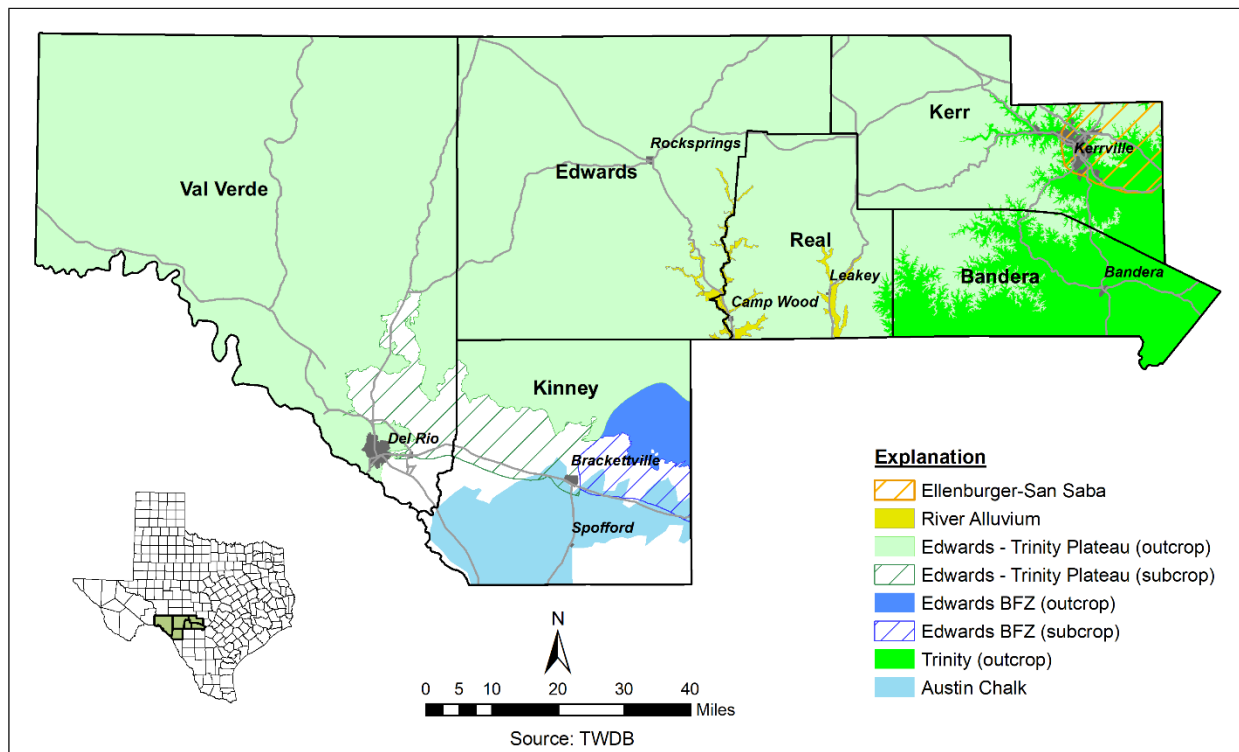 Kerr
Rocksprings
Kerrville
Val Verde
Edwards
Real
Leakey
Bandera
Bandera
Camp Wood
Kinney
Del Rio
Brackettville
Spofford
Explanation
Ellenburger-San Saba
River Alluvium
Edwards - Trinity Plateau (outcrop)
Edwards - Trinity Plateau (subcrop)
Edwards BFZ (outcrop)
Edwards BFZ (subcrop)
Trinity (outcrop)
Austin Chalk
N
0 5 10 20 30 40
Miles
Source: TWDB